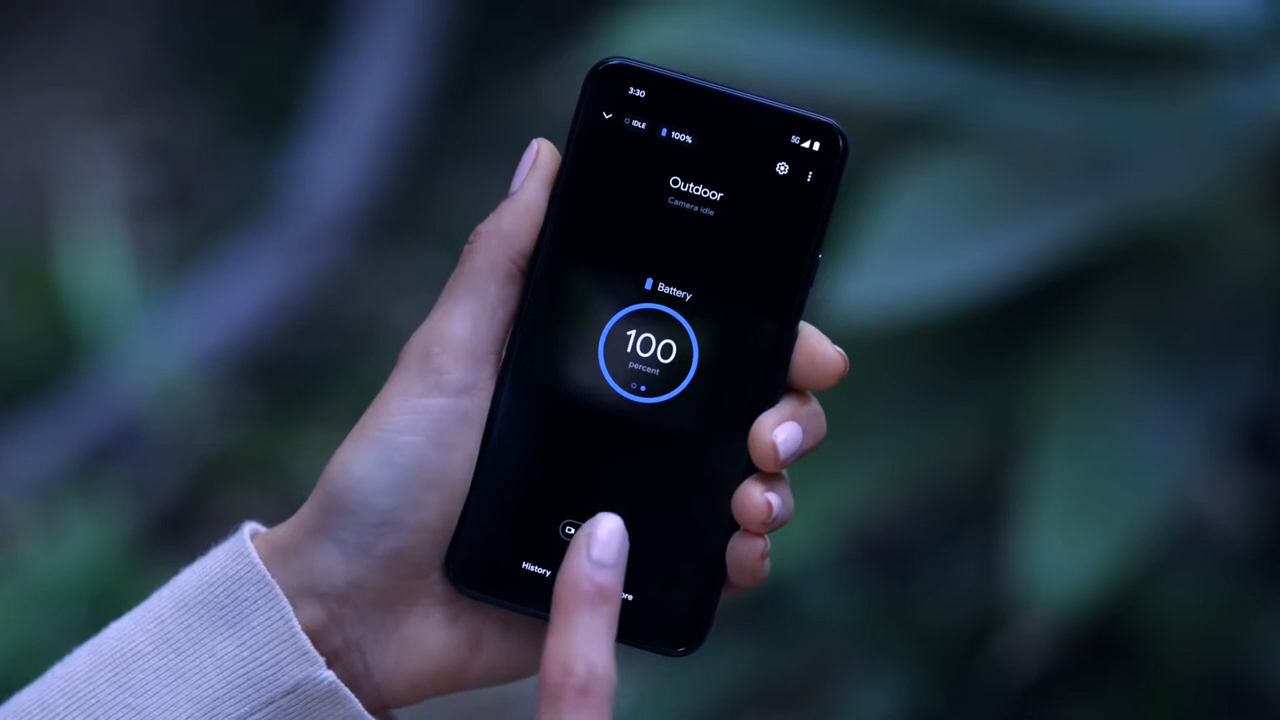 3:30
5G
IDLE 100%
Outdoor
Camera idle
Battery
100
percent
History